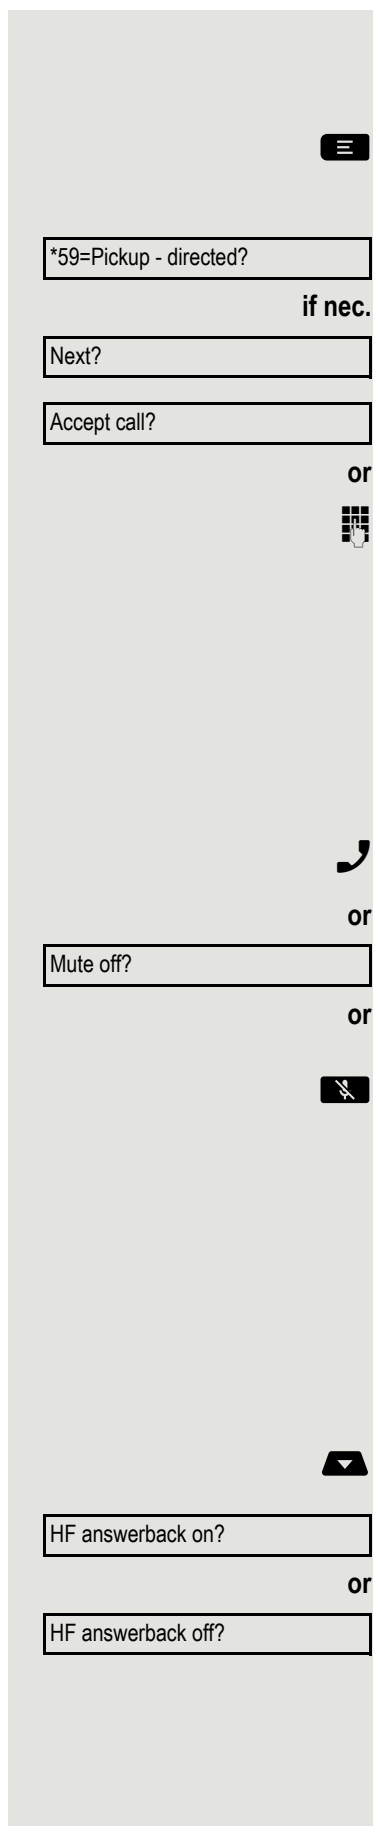 *59=Pickup - directed?
if nec.
Next?
Accept call?
or
or
Mute off?
or
HF answerback on?
or
HF answerback off?